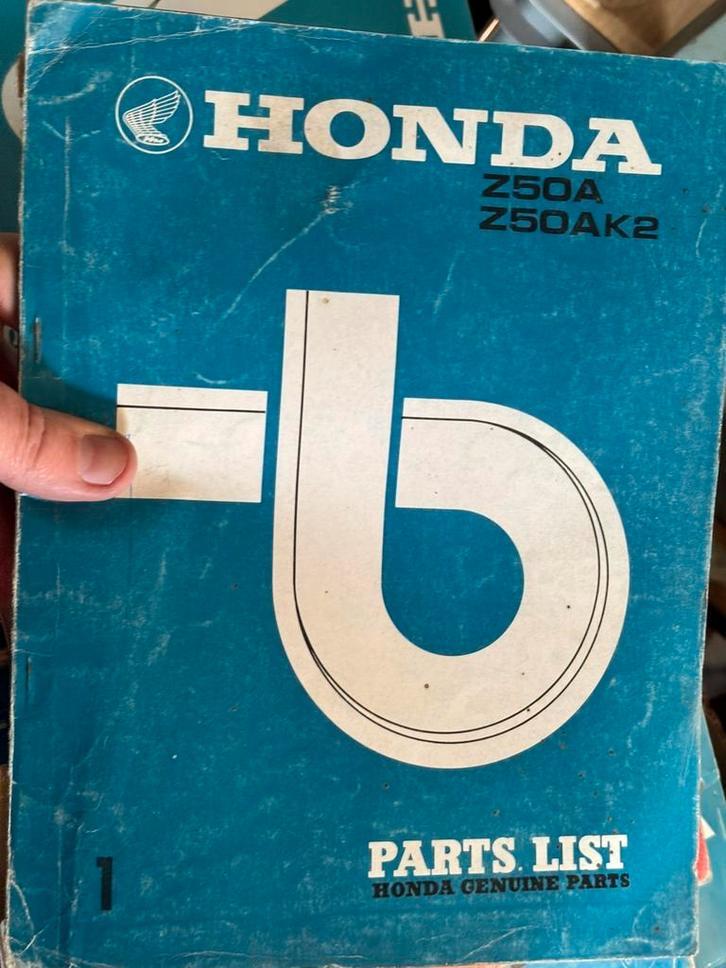 HONDA
Z50A
Z50AK2
PARTS LIST
HONDA GENUINE PARTS
1